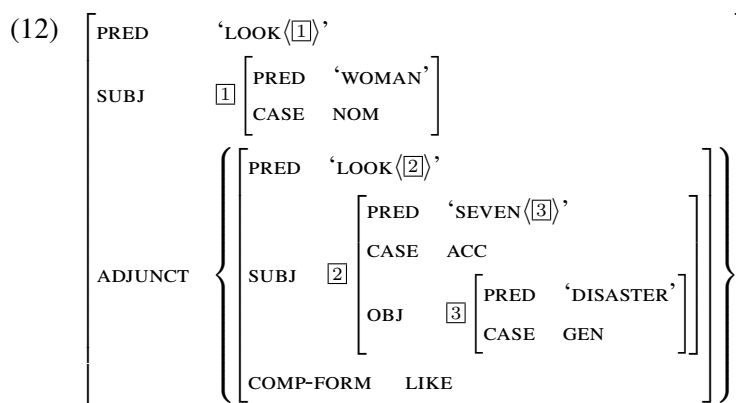 (12) PRED ‘LOOK⟨1⟩’
SUBJ 1 PRED ‘WOMAN’
CASE NOM
ADJUNCT PRED ‘LOOK⟨2⟩’
SUBJ 2 PRED ‘SEVEN⟨3⟩’
CASE ACC
OBJ 3 PRED ‘DISASTER’
CASE GEN
COMP-FORM LIKE